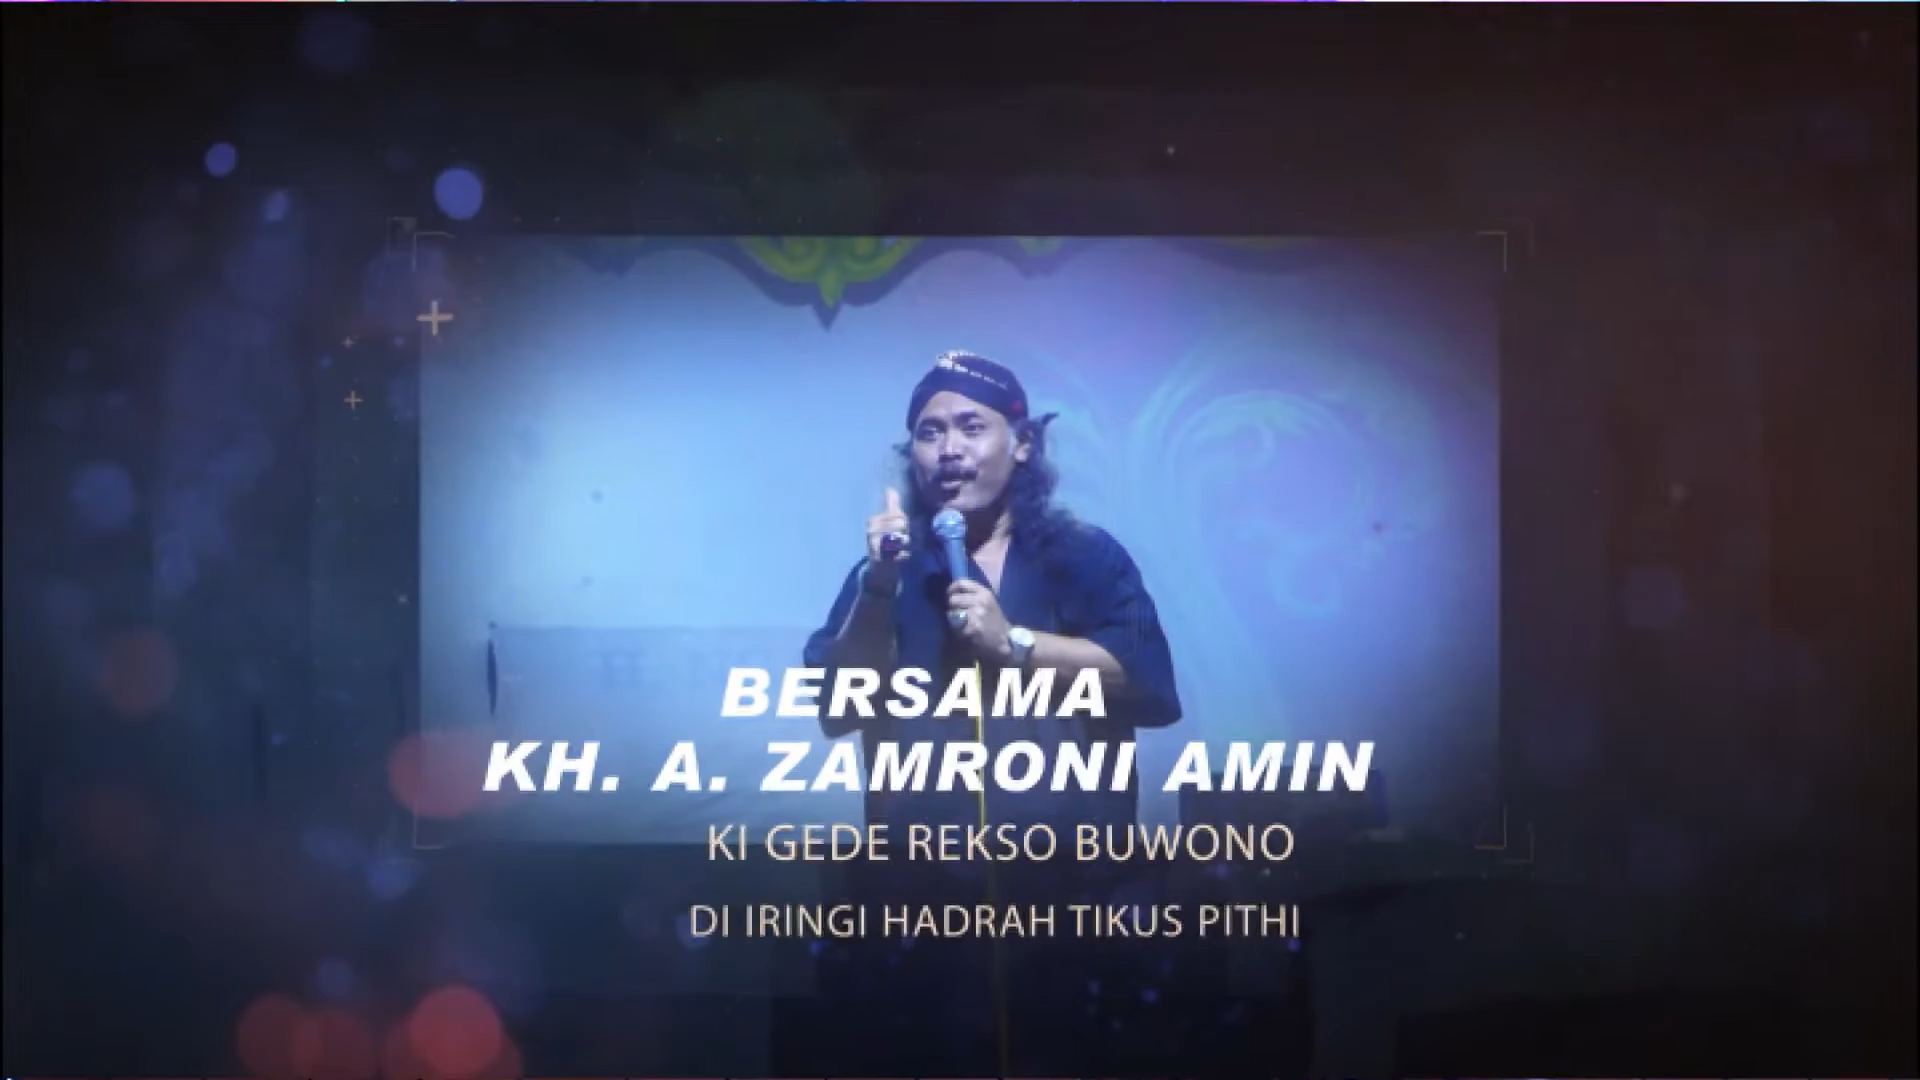 BERSAMA
KH. A. ZAMRONI AMIN
KI GEDE REKSO BUWONO
DI IRINGI HADRAH TIKUS PITHI